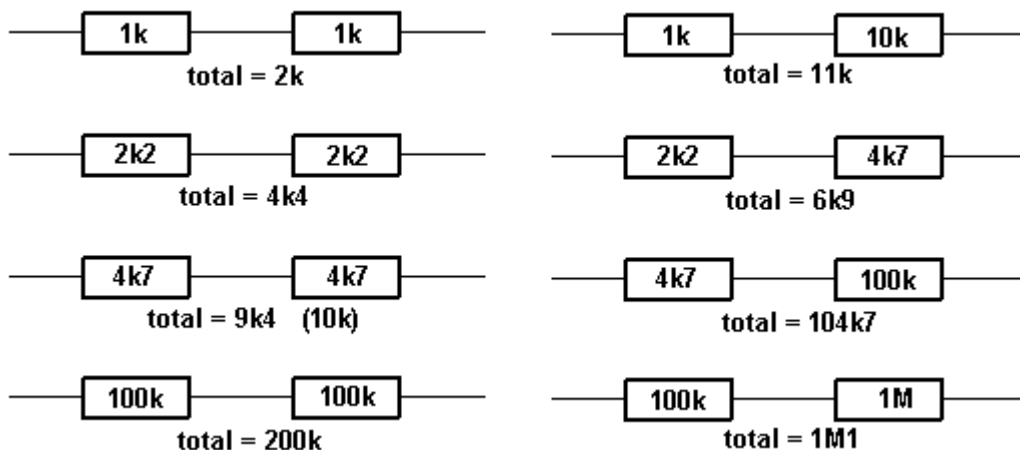 1k 1k 1k 10k
total = 2k total = 11k
2k2 2k2 2k2 4k7
total = 4k4 total = 6k9
4k7 4k7 4k7 100k
total = 9k4 (10k) total = 104k7
100k 100k 100k 1M
total = 200k total = 1M1